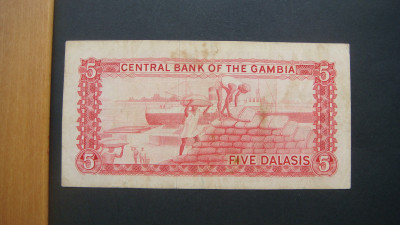 5 CENTRAL BANK OF THE GAMBIA 5
5 FIVE DALASIS 5